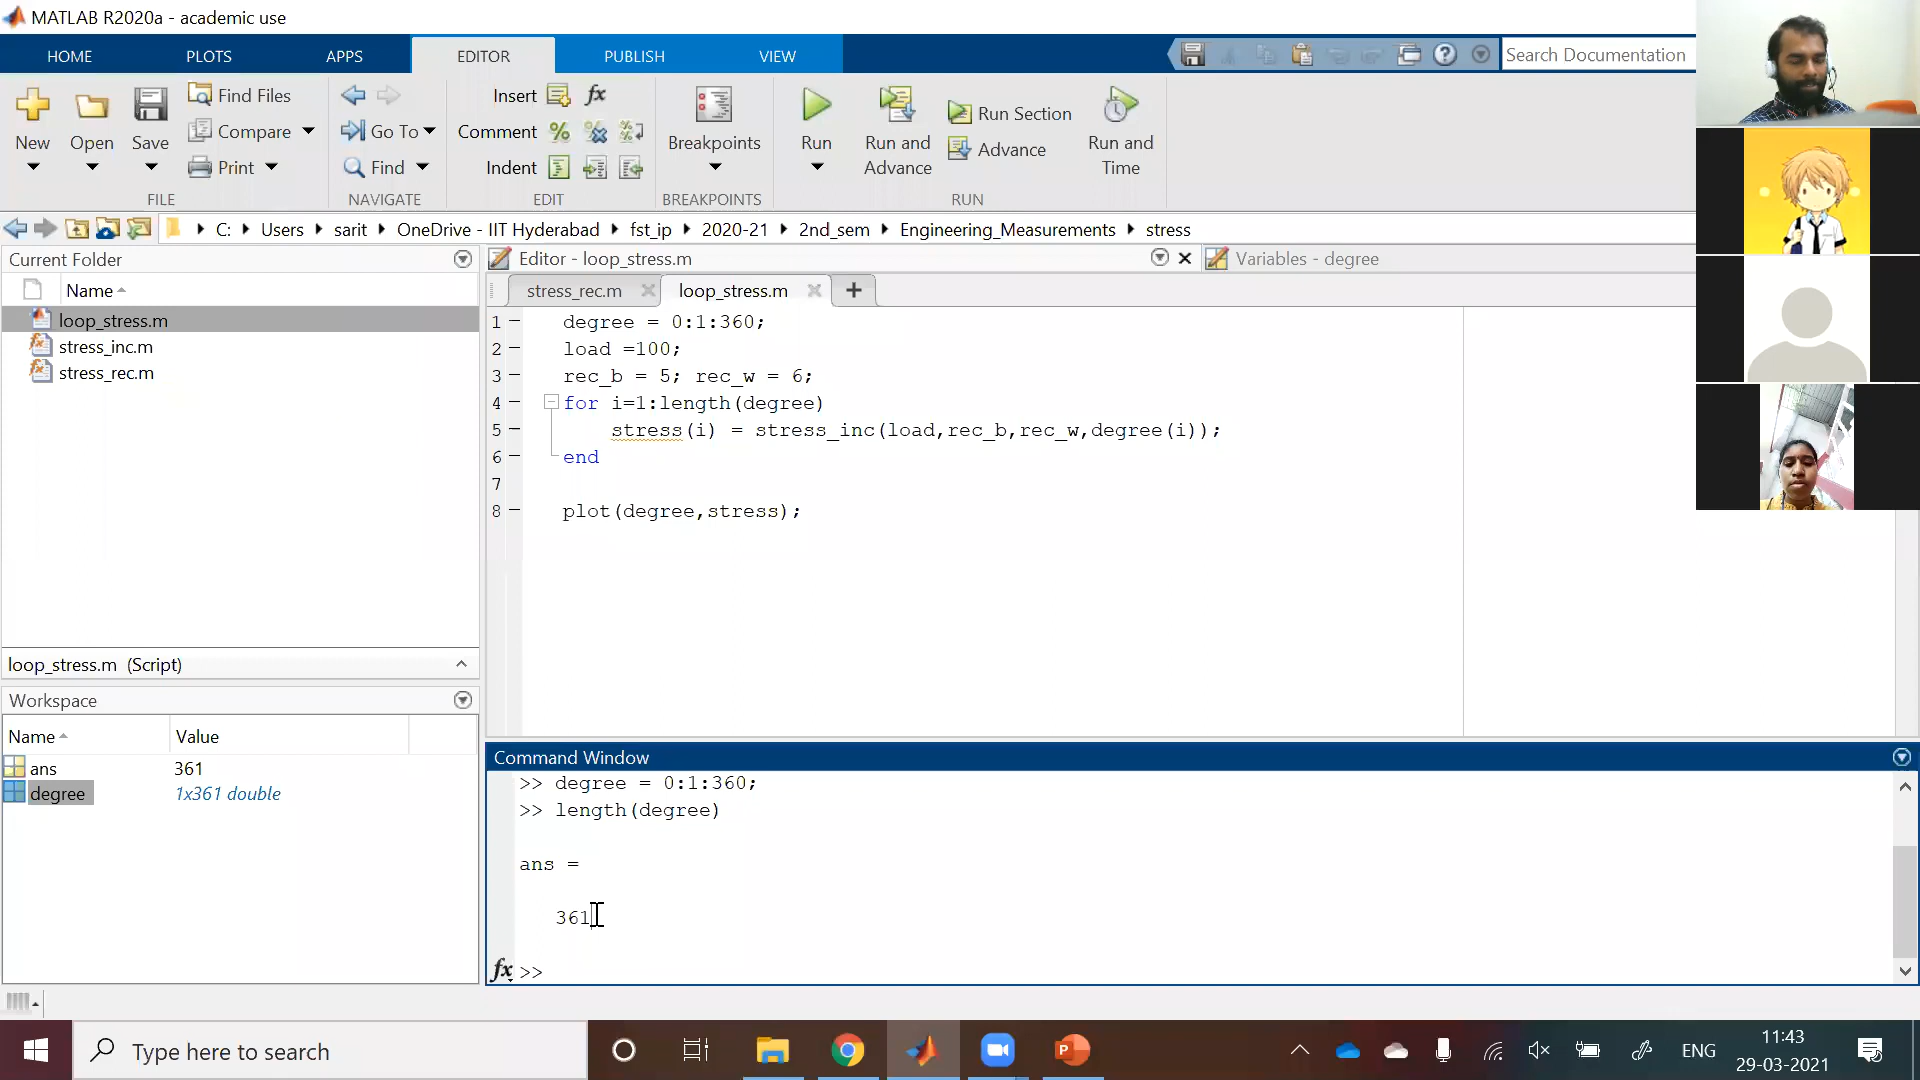 MATLAB R2020a - academic use
HOME PLOTS APPS EDITOR PUBLISH VIEW
Search Documentation
New
Open
Save
Find Files
Compare
Print
FILE
Go To
Find
NAVIGATE
Insert fx
Comment
Indent
EDIT
Breakpoints
BREAKPOINTS
Run
Run and Advance
Run Section
Advance
Run and Time
RUN
C: Users sarit OneDrive - IIT Hyderabad fst_ip 2020-21 2nd_sem Engineering_Measurements stress
Current Folder
Name
loop_stress.m
stress_inc.m
stress_rec.m
loop_stress.m (Script)
Workspace
Name Value
ans 361
degree 1x361 double
Editor - loop_stress.m
Variables - degree
stress_rec.m loop_stress.m
1 degree = 0:1:360;
2 load =100;
3 rec_b = 5; rec_w = 6;
4 for i=1:length(degree)
5 stress(i) = stress_inc(load,rec_b,rec_w,degree(i));
6 end
7
8 plot(degree,stress);
Command Window
>> degree = 0:1:360;
>> length(degree)
ans =
361
fx >>
Type here to search
ENG
11:43
29-03-2021